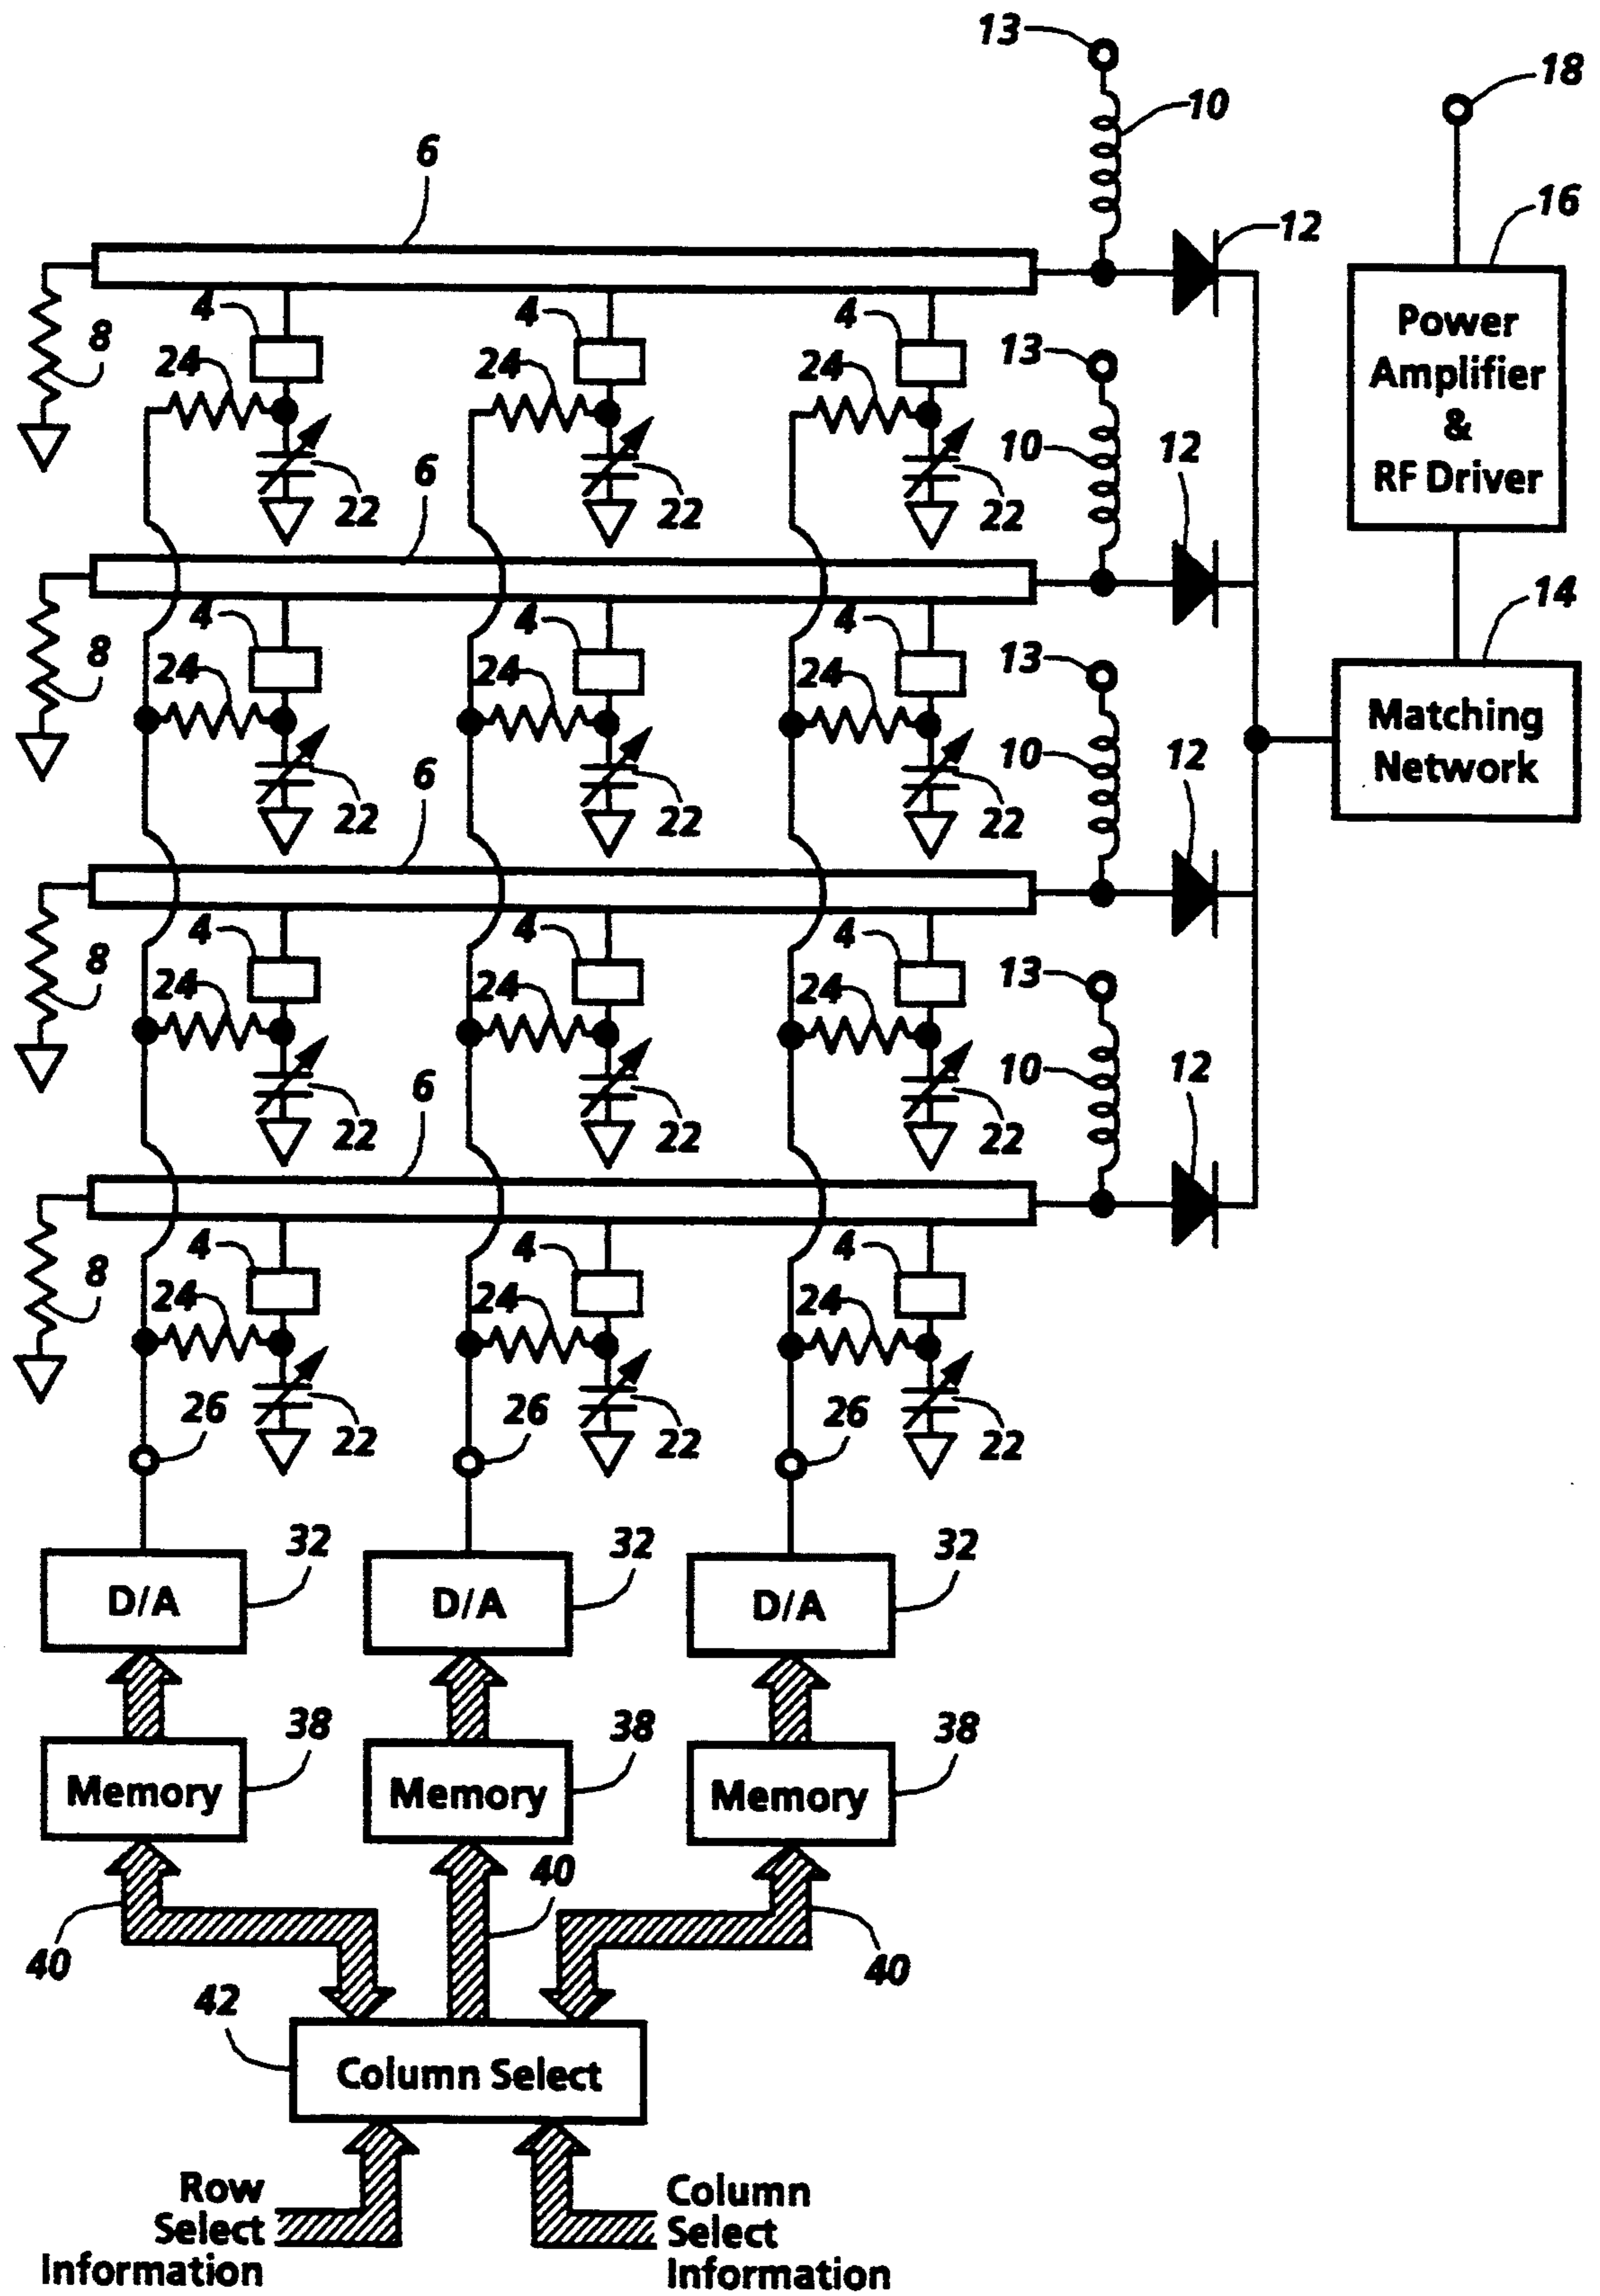 13
18
10
6
16
12
Power
Amplifier
&
RF Driver
4 4 4
8
24 24 24
13
10 12
6
22 22 22
14
4 4 4
13
8
24 24 24
Matching
Network
10 12
6
22 22 22
4 4 4
8
24 24 24
13
10 12
6
22 22 22
4 4 4
8
24 24 24
26 26 26
22 22 22
32 32 32
D/A D/A D/A
38 38 38
Memory Memory Memory
40
40 40
42
Column Select
Row
Select
Information
Column
Select
Information